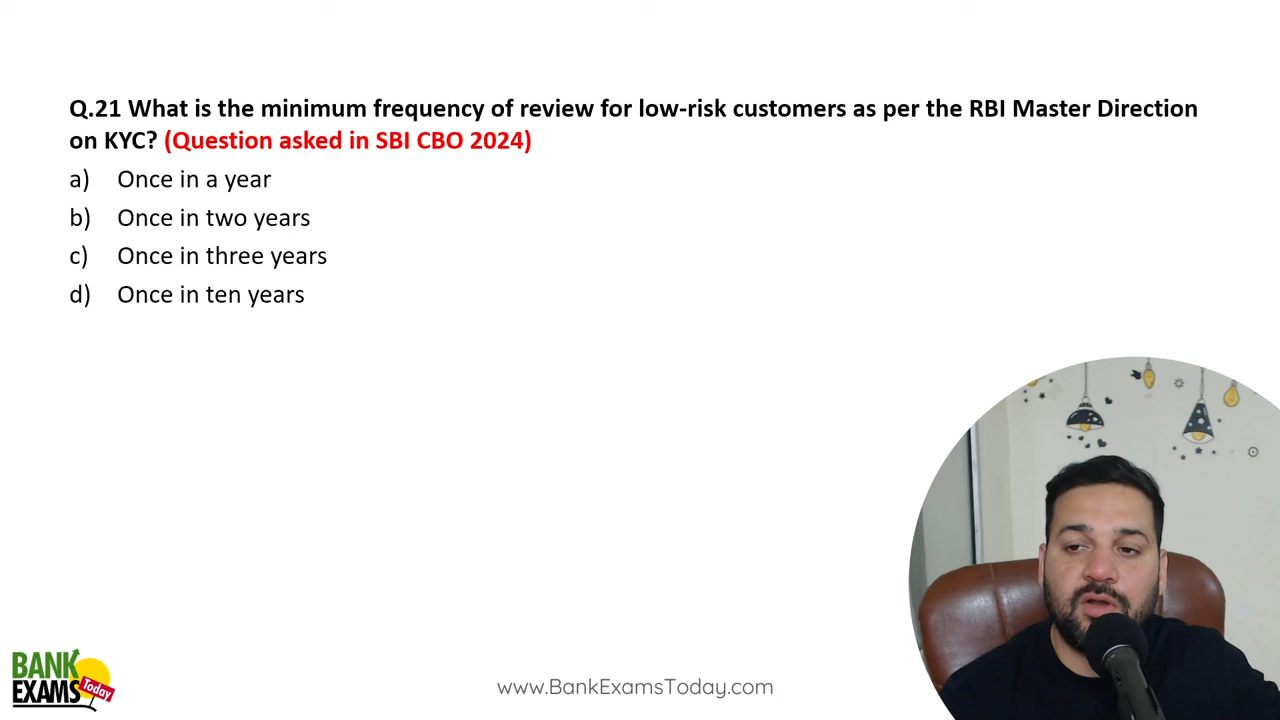 Q.21 What is the minimum frequency of review for low-risk customers as per the RBI Master Direction
on KYC? (Question asked in SBI CBO 2024)
a) Once in a year
b) Once in two years
c) Once in three years
d) Once in ten years
BANK
EXAMS
Today
www.BankExamsToday.com